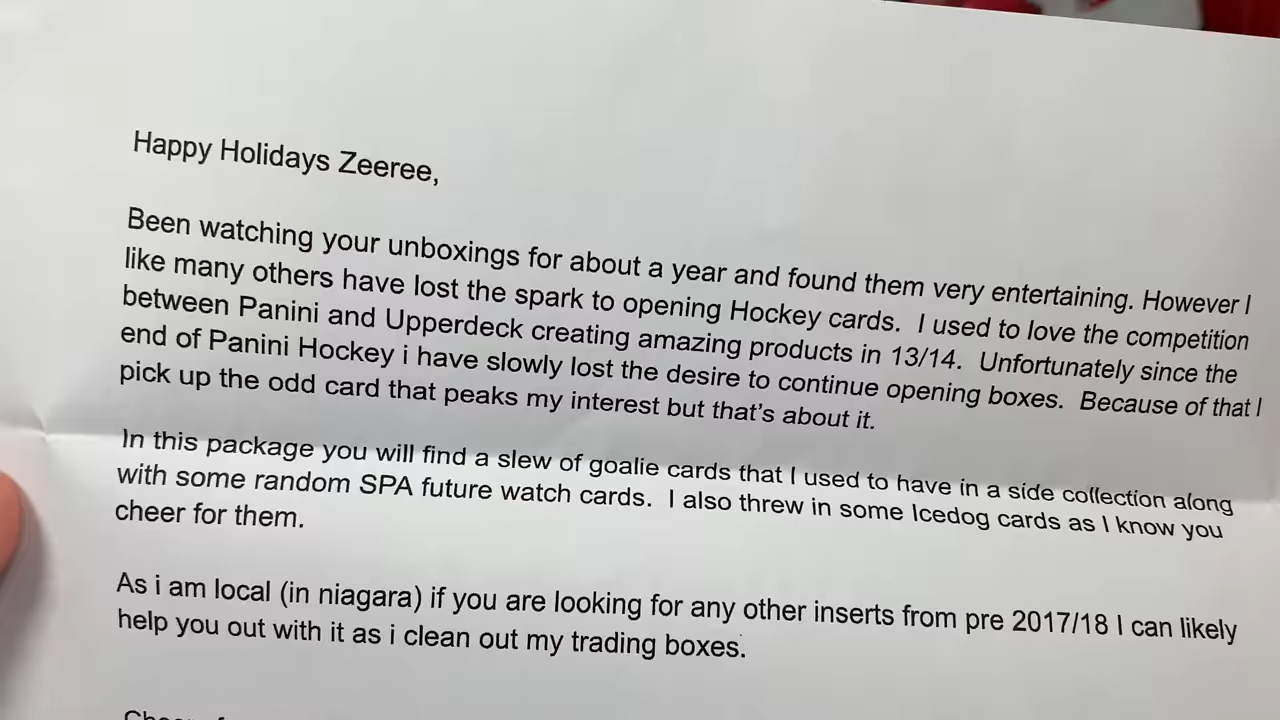 Happy Holidays Zeeree,
Been watching your unboxings for about a year and found them very entertaining. However I
like many others have lost the spark to opening Hockey cards. I used to love the competition
between Panini and Upperdeck creating amazing products in 13/14. Unfortunately since the
end of Panini Hockey i have slowly lost the desire to continue opening boxes. Because of that I
pick up the odd card that peaks my interest but that's about it.
In this package you will find a slew of goalie cards that I used to have in a side collection along
with some random SPA future watch cards. I also threw in some Icedog cards as I know you
cheer for them.
As i am local (in niagara) if you are looking for any other inserts from pre 2017/18 I can likely
help you out with it as i clean out my trading boxes.